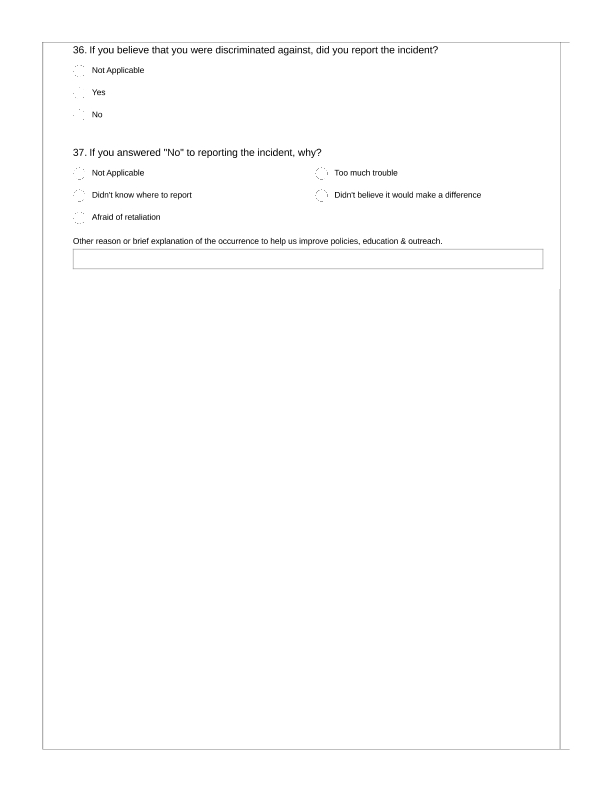 36. If you believe that you were discriminated against, did you report the incident?
Not Applicable
Yes
No
37. If you answered "No" to reporting the incident, why?
Not Applicable
Too much trouble
Didn't know where to report
Didn't believe it would make a difference
Afraid of retaliation
Other reason or brief explanation of the occurrence to help us improve policies, education & outreach.